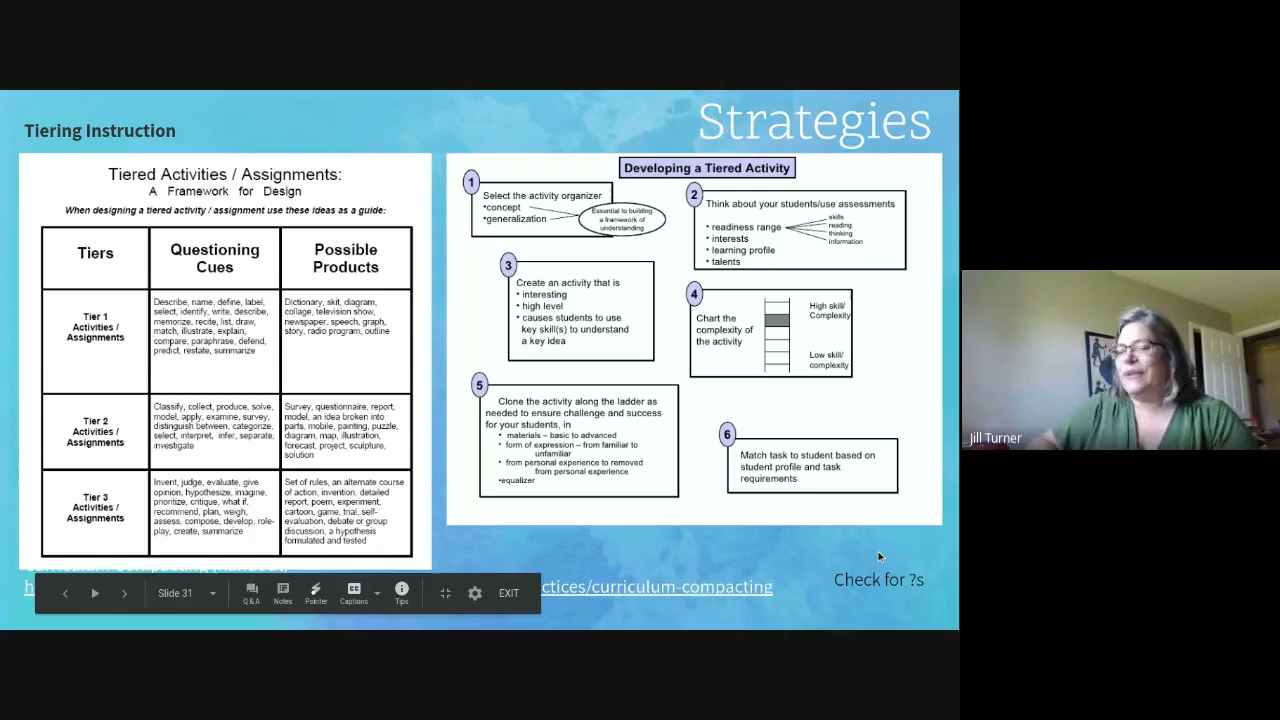 Strategies
Tiering Instruction
Tiered Activities / Assignments:
A Framework for Design
When designing a tiered activity / assignment use these ideas as a guide:
Tiers
Questioning
Cues
Possible
Products
Tier 1
Activities /
Assignments
Describe, name, define, label,
select, identify, write, describe,
memorize, recite, list, draw,
match, illustrate, explain,
compare, paraphrase, defend,
predict, restate, summarize
Dictionary, skit, diagram,
collage, television show,
newspaper, speech, graph,
story, radio program, outline
Tier 2
Activities /
Assignments
Classify, collect, produce, solve,
model, apply, examine, survey,
distinguish between, categorize,
select, interpret, infer, separate,
investigate
Survey, questionnaire, report,
model, an idea broken into
parts, mobile, painting, puzzle,
diagram, map, illustration,
forecast, project, sculpture,
solution
Tier 3
Activities /
Assignments
Invent, judge, evaluate, give
opinion, hypothesize, imagine,
prioritize, critique, what if,
recommend, plan, weigh,
assess, compose, develop, role-
play, create, summarize
Set of rules, an alternate course
of action, invention, detailed
report, poem, experiment,
cartoon, game, trial, self-
evaluation, debate or group
discussion, a hypothesis
formulated and tested
Developing a Tiered Activity
1
Select the activity organizer
•concept
•generalization
Essential to building
a framework of
understanding
2
Think about your students/use assessments
• readiness range
• interests
• learning profile
• talents
skills
reading
thinking
information
3
Create an activity that is
• interesting
• high level
• causes students to use
key skill(s) to understand
a key idea
4
Chart the
complexity of
the activity
High skill/
Complexity
Low skill/
complexity
5
Clone the activity along the ladder as
needed to ensure challenge and success
for your students, in
• materials – basic to advanced
• form of expression – from familiar to
unfamiliar
• from personal experience to removed
from personal experience
•equalizer
6
Match task to student based on
student profile and task
requirements
h
ctices/curriculum-compacting
Check for ?s
Slide 31
Q & A
Notes
Pointer
Captions
Tips
EXIT
Jill Turner